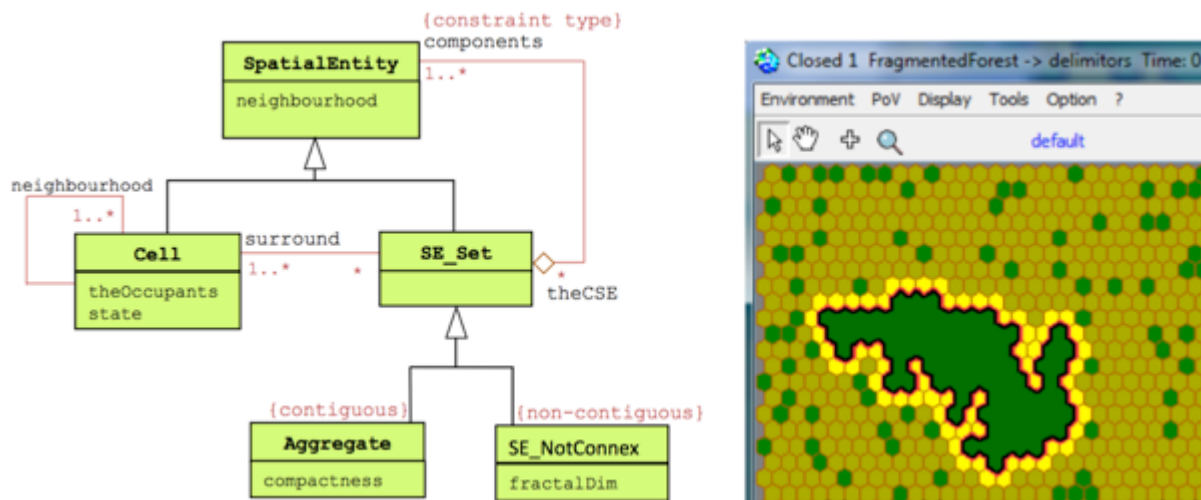 {constraint type}
components
SpatialEntity
1..*
neighbourhood
neighbourhood
1..*
Cell
surround
SE_Set
1..*
*
*
theOccupants
state
theCSE
{contiguous}
{non-contiguous}
Aggregate
SE_NotConnex
compactness
fractalDim
Closed 1 FragmentedForest -> delimitors Time: 0
Environment PoV Display Tools Option ?
default